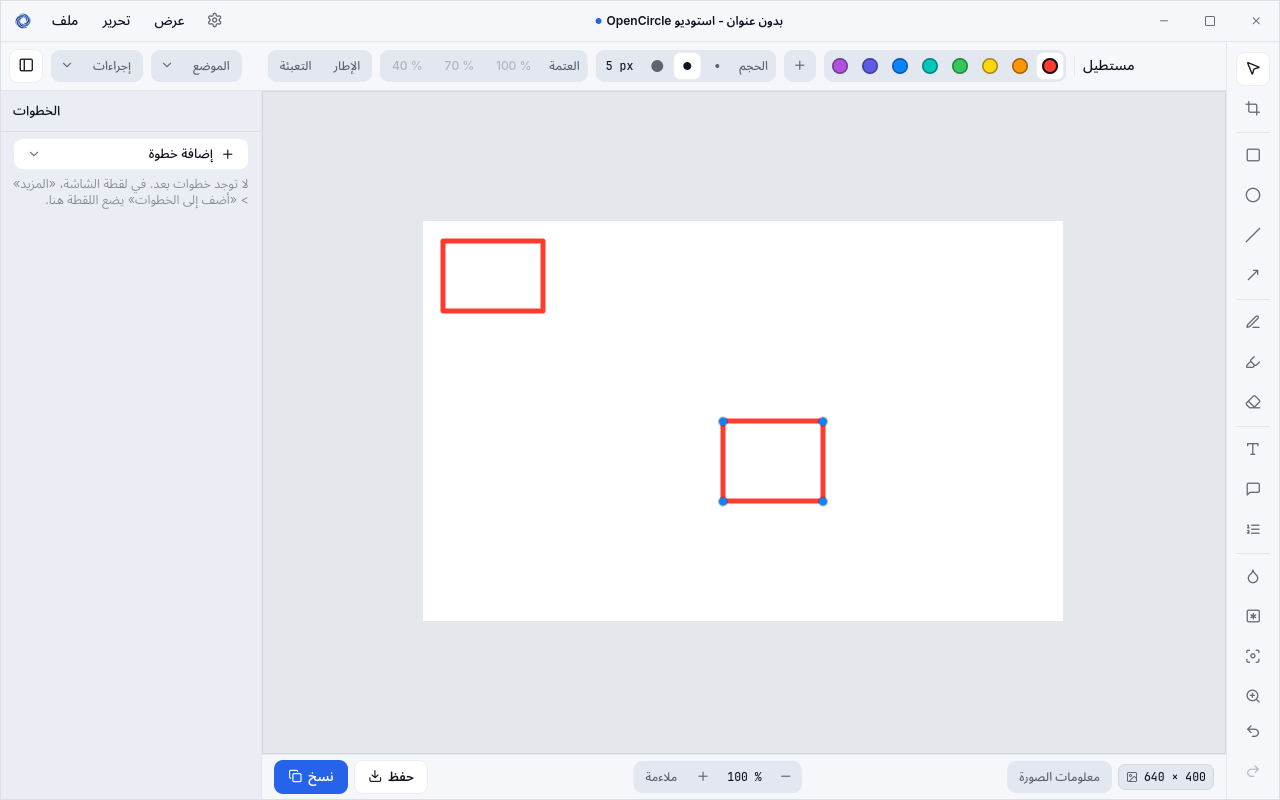 ملف
تحرير
عرض
بدون عنوان - استوديو OpenCircle
مستطيل
الحجم
5 px
العتمة
100 %
70 %
40 %
الإطار
التعبئة
الموضع
إجراءات
الخطوات
إضافة خطوة
لا توجد خطوات بعد. في لقطة الشاشة، «المزيد»
> «أضف إلى الخطوات» يضع اللقطة هنا.
640 × 400
معلومات الصورة
100 %
ملاءمة
حفظ
نسخ